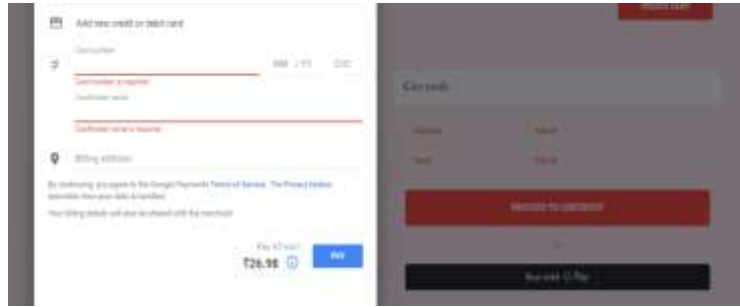 Add new credit or debit card
Card number
MM / YY CVC
Card number is required
Cardholder name
Cardholder name is required
Billing address
By continuing, you agree to the Google Payments Terms of Service. The Privacy Notice
describes how your data is handled.
Your billing details will also be shared with the merchant.
₹26.98
PAY
Cart totals
PROCEED TO CHECKOUT
Buy with G Pay